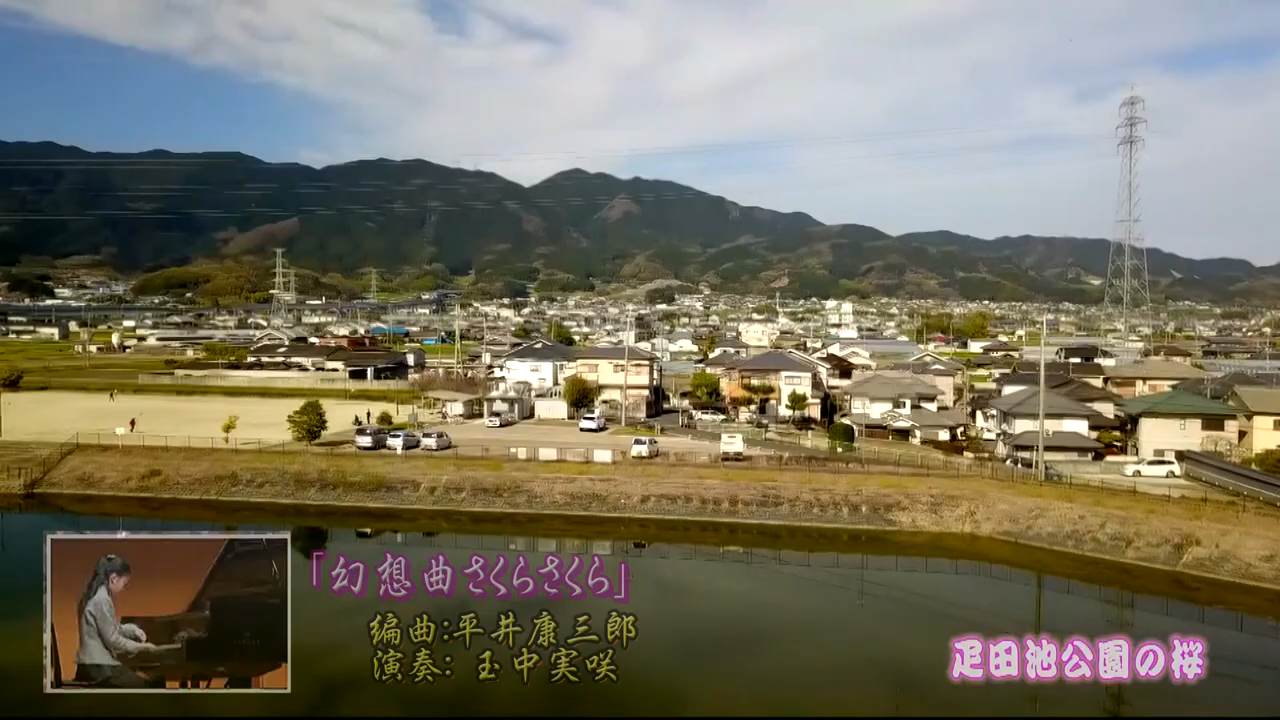 「幻想曲さくらさくら」
編曲:平井康三郎
演奏: 玉中実咲
疋田池公園の桜